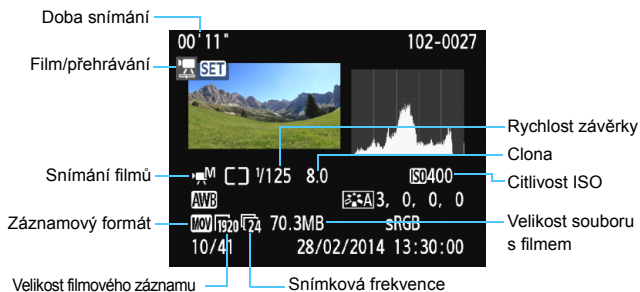 Doba snímání
00'11" 102-0027
Film/přehrávání
SET
Rychlost závěrky
Clona
Snímání filmů
M 1/125 8.0 ISO 400
Citlivost ISO
AWB A 3, 0, 0, 0
Záznamový formát
MOV 1920 24 70.3MB sRGB
Velikost souboru
s filmem
10/41 28/02/2014 13:30:00
Velikost filmového záznamu
Snímková frekvence